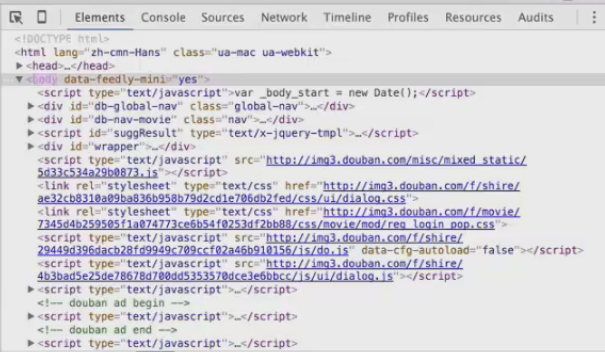 Elements Console Sources Network Timeline Profiles Resources Audits
<!DOCTYPE html>
<html lang="zh-cmn-Hans" class="ua-mac ua-webkit">
<head>…</head>
<body data-feedly-mini="yes">
<script type="text/javascript">var _body_start = new Date();</script>
<div id="db-global-nav" class="global-nav">…</div>
<div id="db-nav-movie" class="nav">…</div>
<script id="suggResult" type="text/x-jquery-tmpl">…</script>
<div id="wrapper">…</div>
<script type="text/javascript" src="http://img3.douban.com/misc/mixed_static/
5d33c534a29b0873.js"></script>
<link rel="stylesheet" type="text/css" href="http://img3.douban.com/f/shire/
ae32cb8310a09ba836b958b79d2cd1e706db2fed/css/ui/dialog.css">
<link rel="stylesheet" type="text/css" href="http://img3.douban.com/f/movie/
7345d4b259505f1a074773ce6b54f0253df2bb88/css/movie/mod/reg_login_pop.css">
<script type="text/javascript" src="http://img3.douban.com/f/shire/
29449d396dacb28fd9949c709ccf02a46b910156/js/do.js" data-cfg-autoload="false"></script>
<script type="text/javascript" src="http://img3.douban.com/f/shire/
4b3bad5e25de78678d700dd5353570dce3e6bbcc/js/ui/dialog.js"></script>
<script type="text/javascript">…</script>
<!-- douban ad begin -->
<script type="text/javascript">…</script>
<!-- douban ad end -->
<script type="text/javascript">…</script>